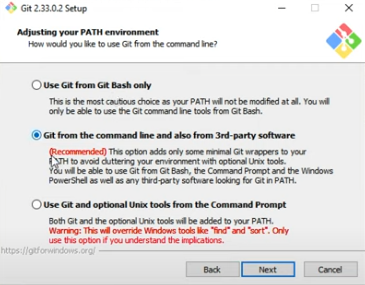 Git 2.33.0.2 Setup
Adjusting your PATH environment
How would you like to use Git from the command line?
Use Git from Git Bash only
This is the most cautious choice as your PATH will not be modified at all. You will
only be able to use the Git command line tools from Git Bash.
Git from the command line and also from 3rd-party software
(Recommended) This option adds only some minimal Git wrappers to your
PATH to avoid cluttering your environment with optional Unix tools.
You will be able to use Git from Git Bash, the Command Prompt and the Windows
PowerShell as well as any third-party software looking for Git in PATH.
Use Git and optional Unix tools from the Command Prompt
Both Git and the optional Unix tools will be added to your PATH.
Warning: This will override Windows tools like "find" and "sort". Only
use this option if you understand the implications.
https://gitforwindows.org/
Back
Next
Cancel